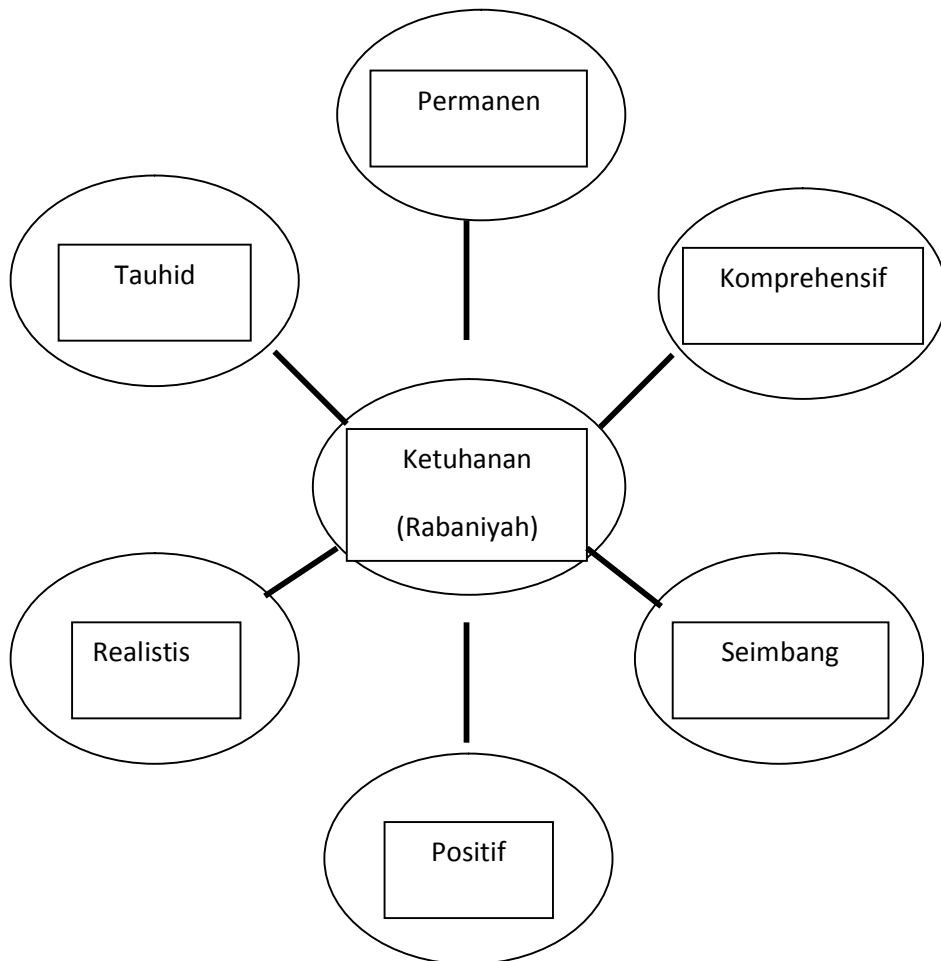 Permanen
Tauhid
Komprehensif
Ketuhanan
(Rabaniyah)
Realistis
Seimbang
Positif